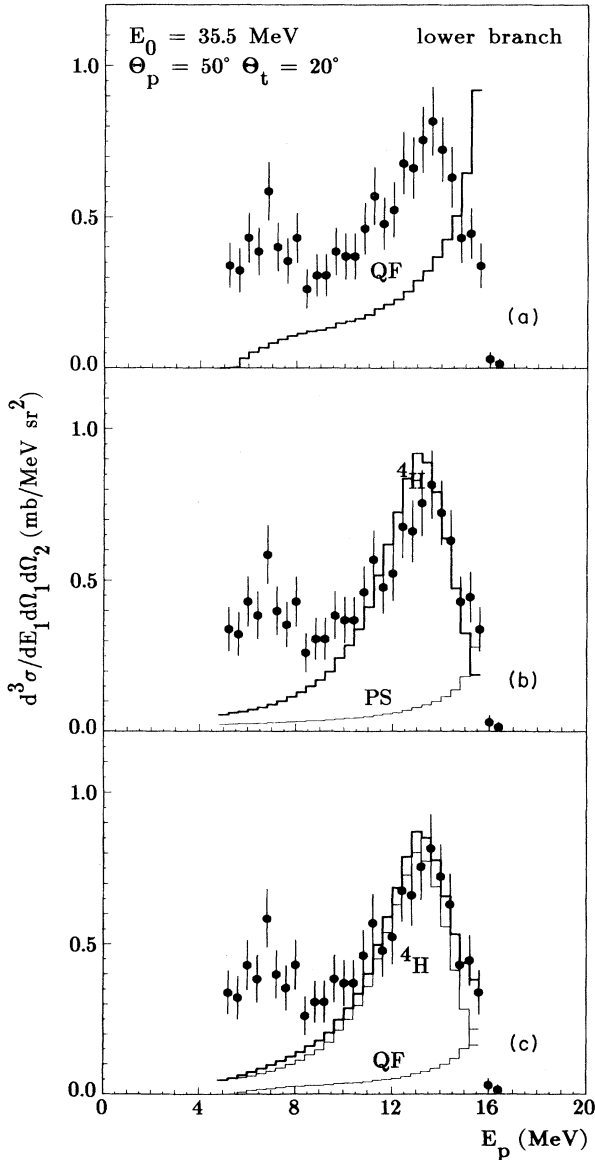 E₀ = 35.5 MeV lower branch
Θₚ = 50° Θₜ = 20°
1.0
0.5
QF
(a)
0.0
1.0
⁴H
0.5
(b)
PS
0.0
1.0
0.5
⁴H
QF
(c)
0.0
0 4 8 12 16 20
Eₚ (MeV)
d³σ/dE₁dΩ₁dΩ₂ (mb/MeV sr²)